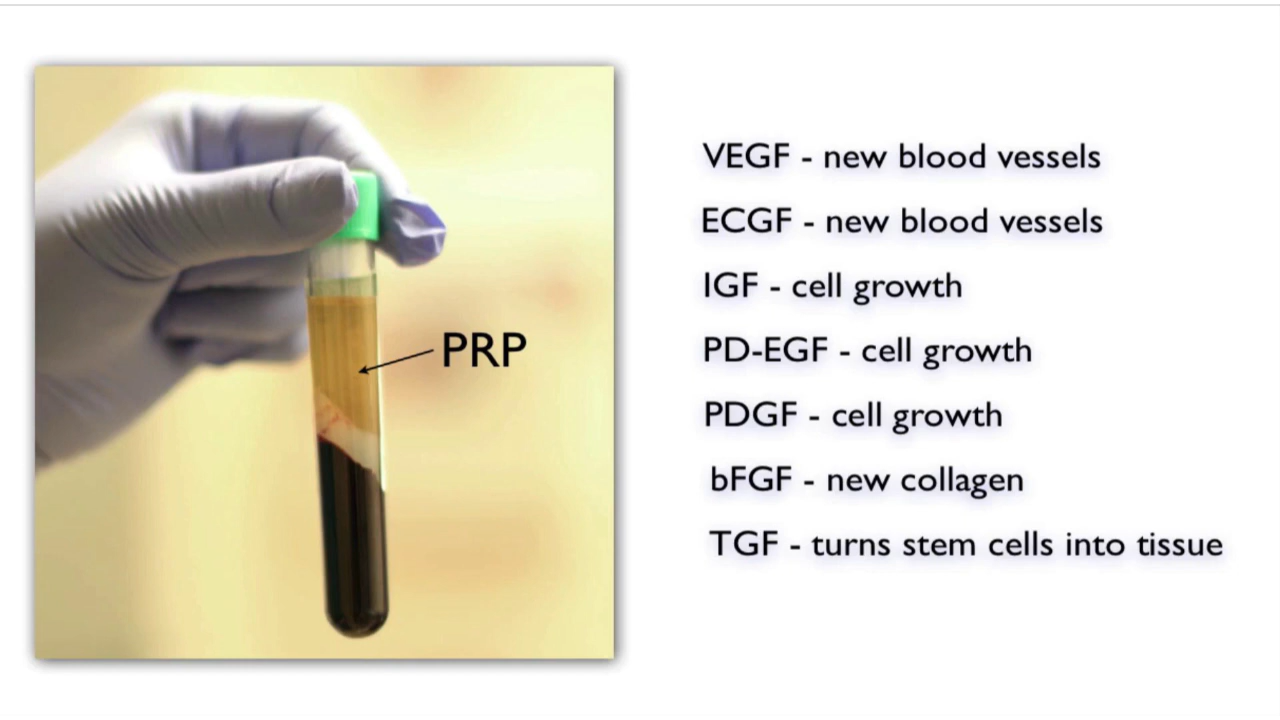 PRP
VEGF - new blood vessels
ECGF - new blood vessels
IGF - cell growth
PD-EGF - cell growth
PDGF - cell growth
bFGF - new collagen
TGF - turns stem cells into tissue